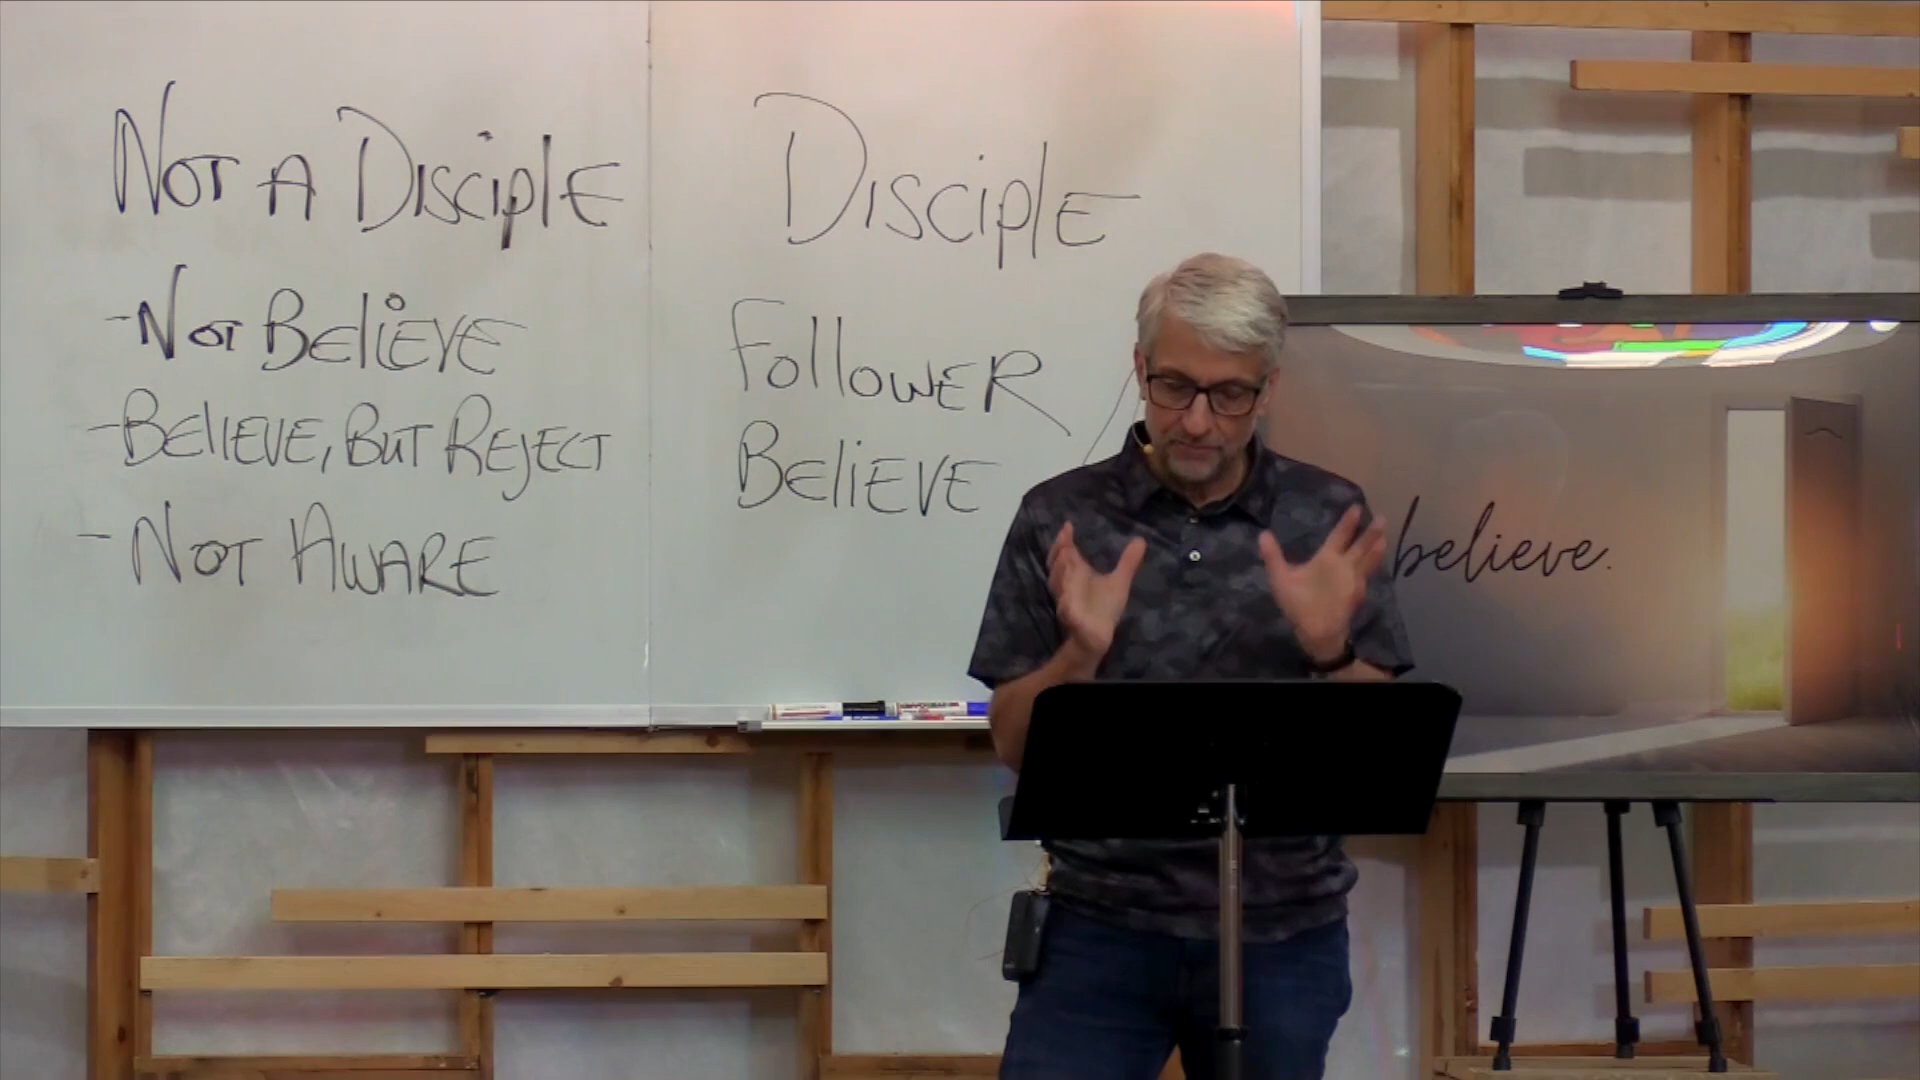 NOT A DISCIPLE
-NOT BELIEVE
-BELIEVE, BUT REJECT
- NOT AWARE
DISCIPLE
FOLLOWER
BELIEVE
believe.